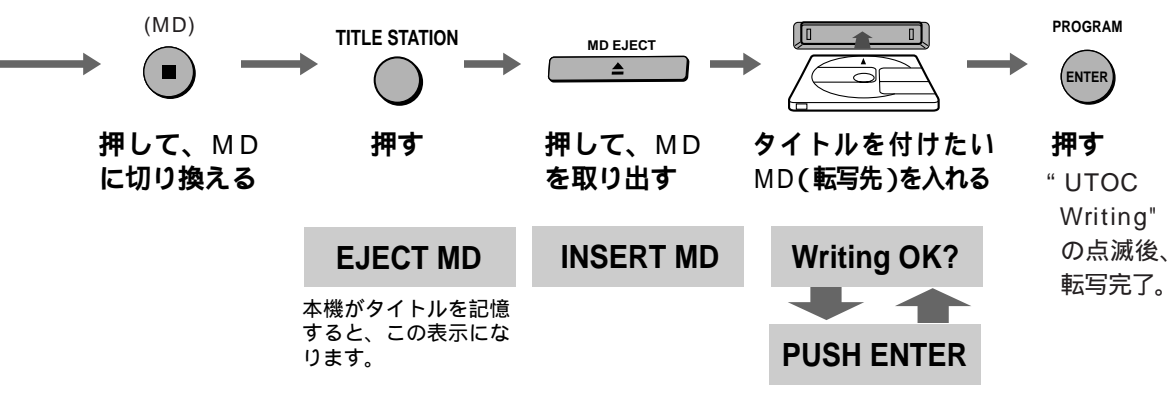 (MD)
押して、MD
に切り換える
TITLE STATION
押す
EJECT MD
本機がタイトルを記憶
すると、この表示にな
ります。
MD EJECT
押して、MD
を取り出す
INSERT MD
タイトルを付けたい
MD(転写先)を入れる
Writing OK?
PUSH ENTER
PROGRAM
ENTER
押す
“ UTOC
Writing"
の点滅後、
転写完了。